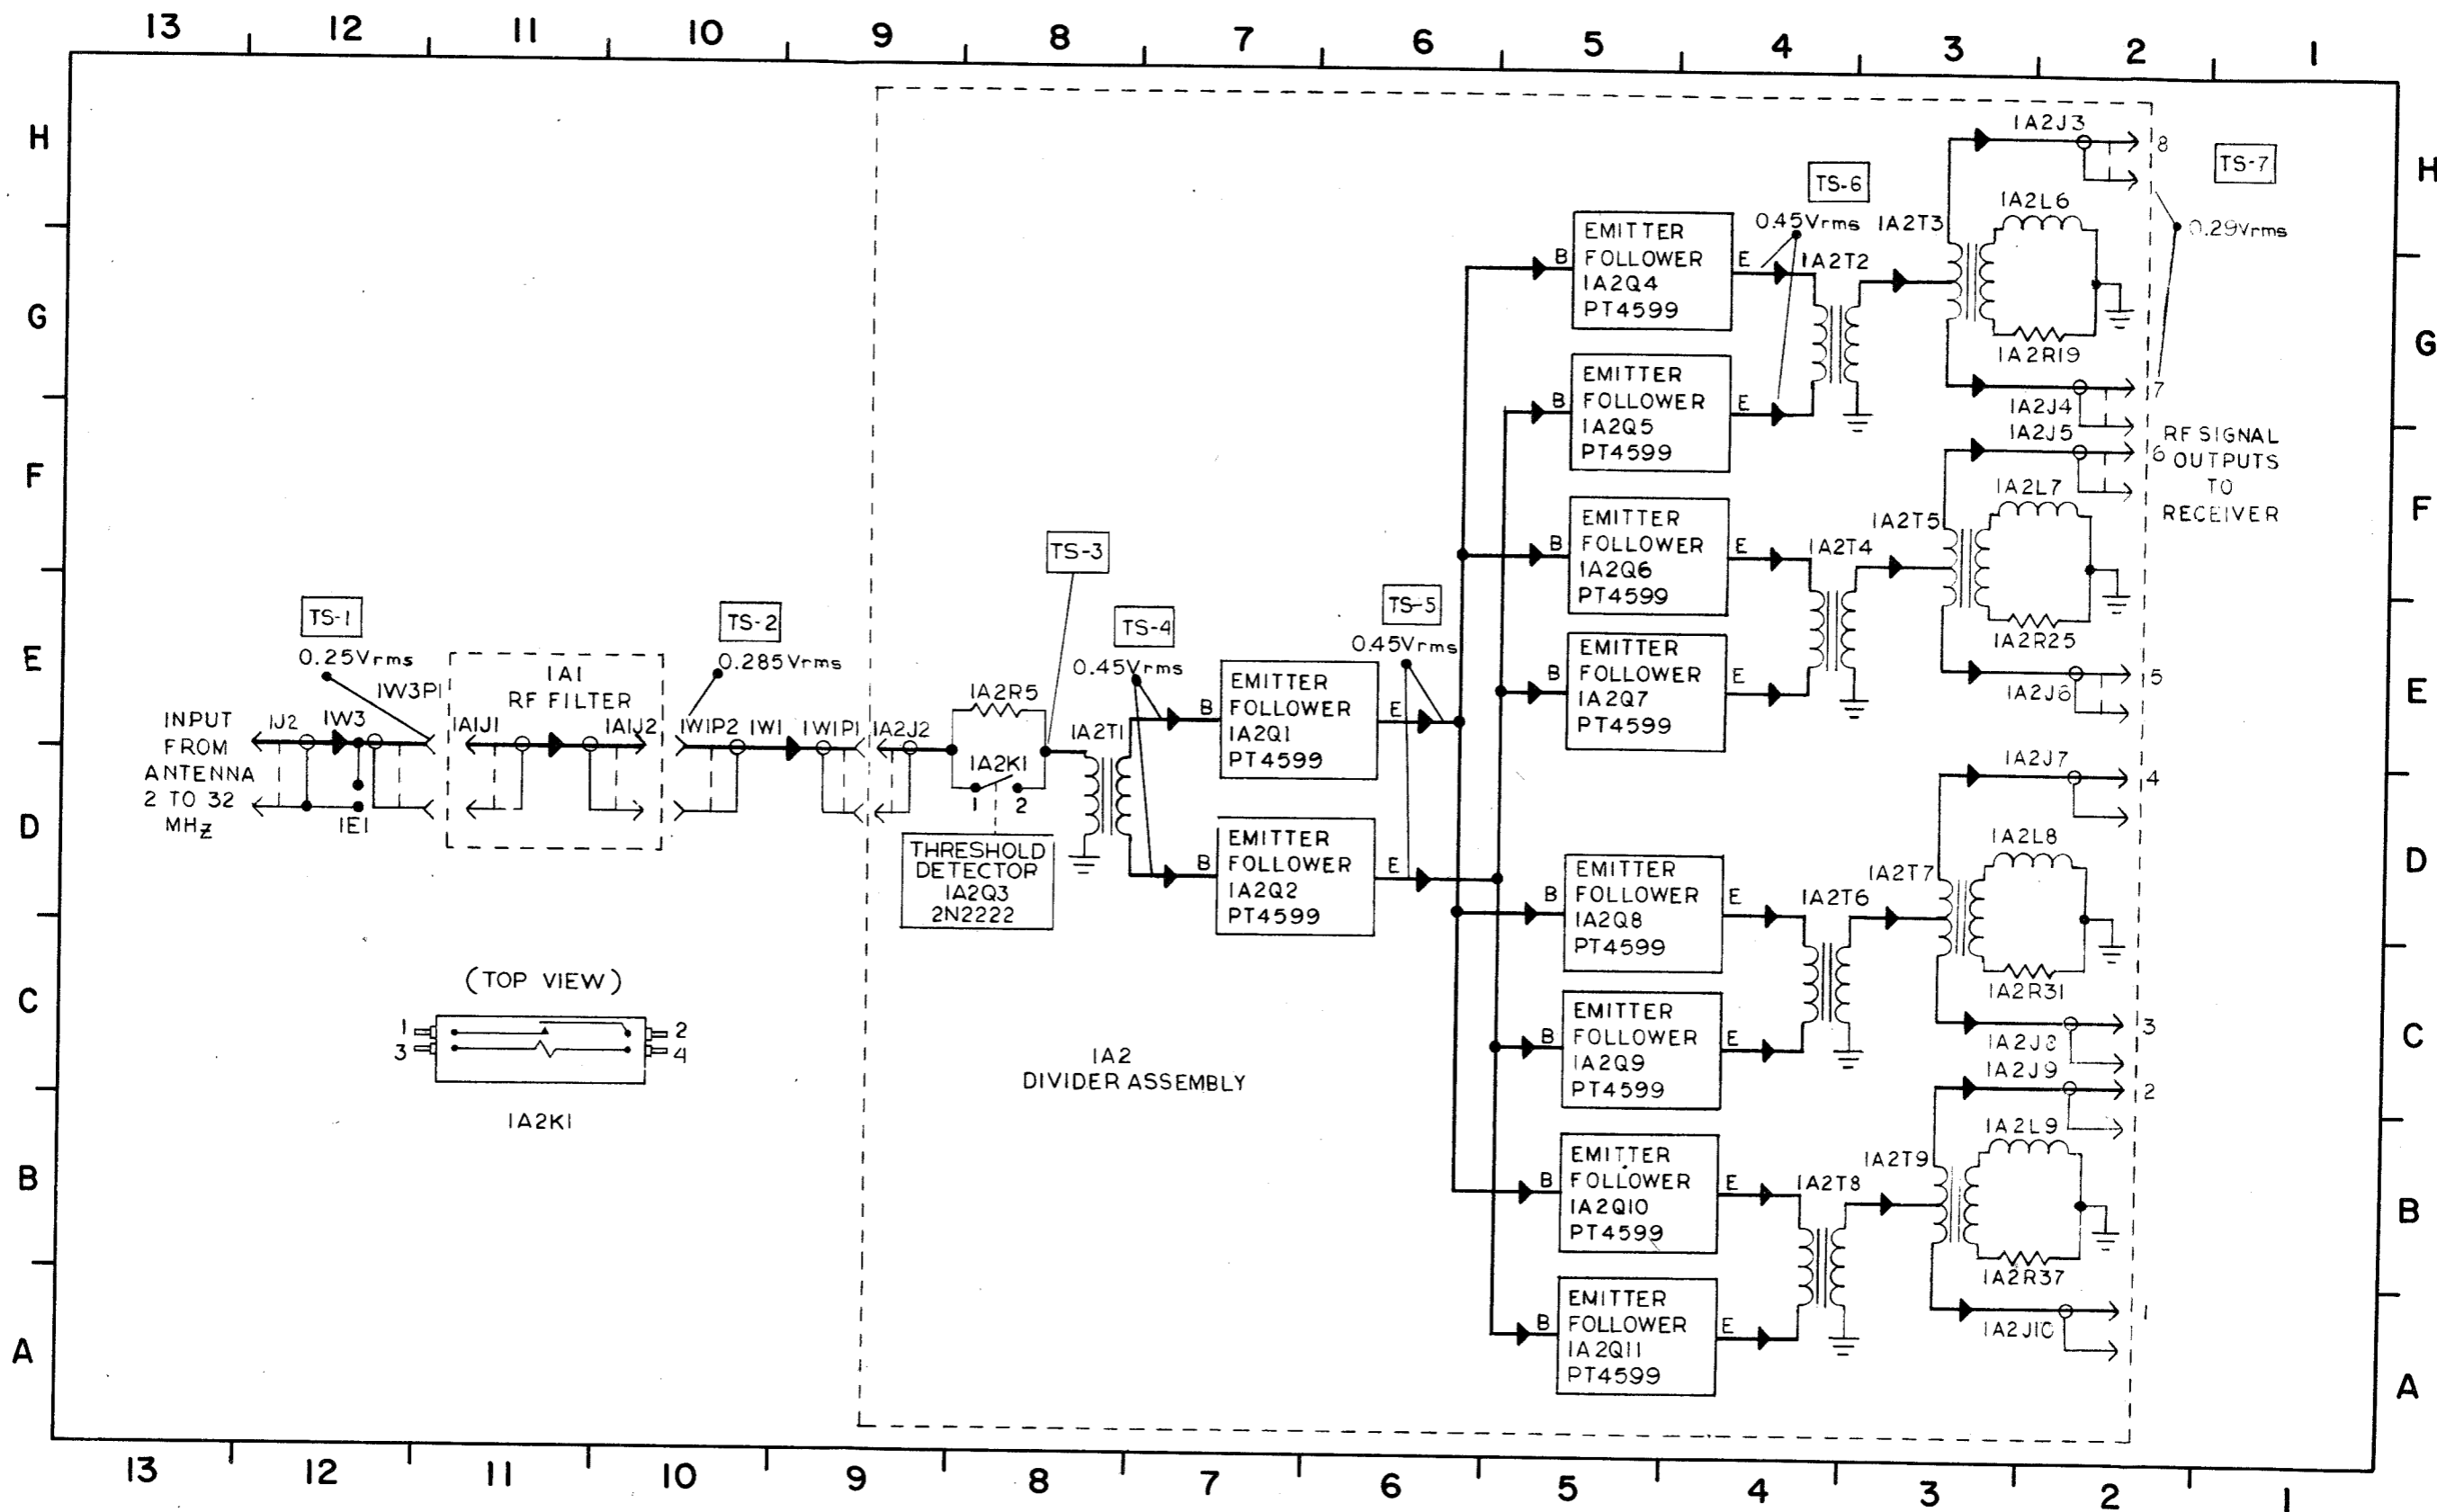 13 12 11 10 9 8 7 6 5 4 3 2 1
H
G
F
E
D
C
B
A
INPUT
FROM
ANTENNA
2 TO 32
MHZ
1J2
1W3
1E1
TS-1
0.25Vrms
1W3P1
1A1
RF FILTER
1A1J1
1A1J2
TS-2
0.285Vrms
1W1P2
1W1
1W1P1
1A2J2
1A2R5
1A2K1
1 2
THRESHOLD
DETECTOR
1A2Q3
2N2222
TS-3
1A2T1
TS-4
0.45Vrms
B
EMITTER
FOLLOWER
1A2Q1
PT4599
E
B
EMITTER
FOLLOWER
1A2Q2
PT4599
E
TS-5
0.45Vrms
(TOP VIEW)
1 2
3 4
1A2K1
1A2
DIVIDER ASSEMBLY
B
EMITTER
FOLLOWER
1A2Q4
PT4599
E
B
EMITTER
FOLLOWER
1A2Q5
PT4599
E
B
EMITTER
FOLLOWER
1A2Q6
PT4599
E
B
EMITTER
FOLLOWER
1A2Q7
PT4599
E
B
EMITTER
FOLLOWER
1A2Q8
PT4599
E
B
EMITTER
FOLLOWER
1A2Q9
PT4599
E
B
EMITTER
FOLLOWER
1A2Q10
PT4599
E
B
EMITTER
FOLLOWER
1A2Q11
PT4599
E
TS-6
0.45Vrms
1A2T2
1A2T3
1A2J3
8
1A2L6
1A2R19
7
1A2J4
TS-7
0.29Vrms
1A2T4
1A2T5
1A2J5
6
1A2L7
1A2R25
5
1A2J6
RF SIGNAL
OUTPUTS
TO
RECEIVER
1A2T6
1A2T7
1A2J7
4
1A2L8
1A2R31
3
1A2J8
1A2T8
1A2T9
1A2J9
2
1A2L9
1A2R37
1
1A2J10
H
G
F
E
D
C
B
A
13 12 11 10 9 8 7 6 5 4 3 2 1